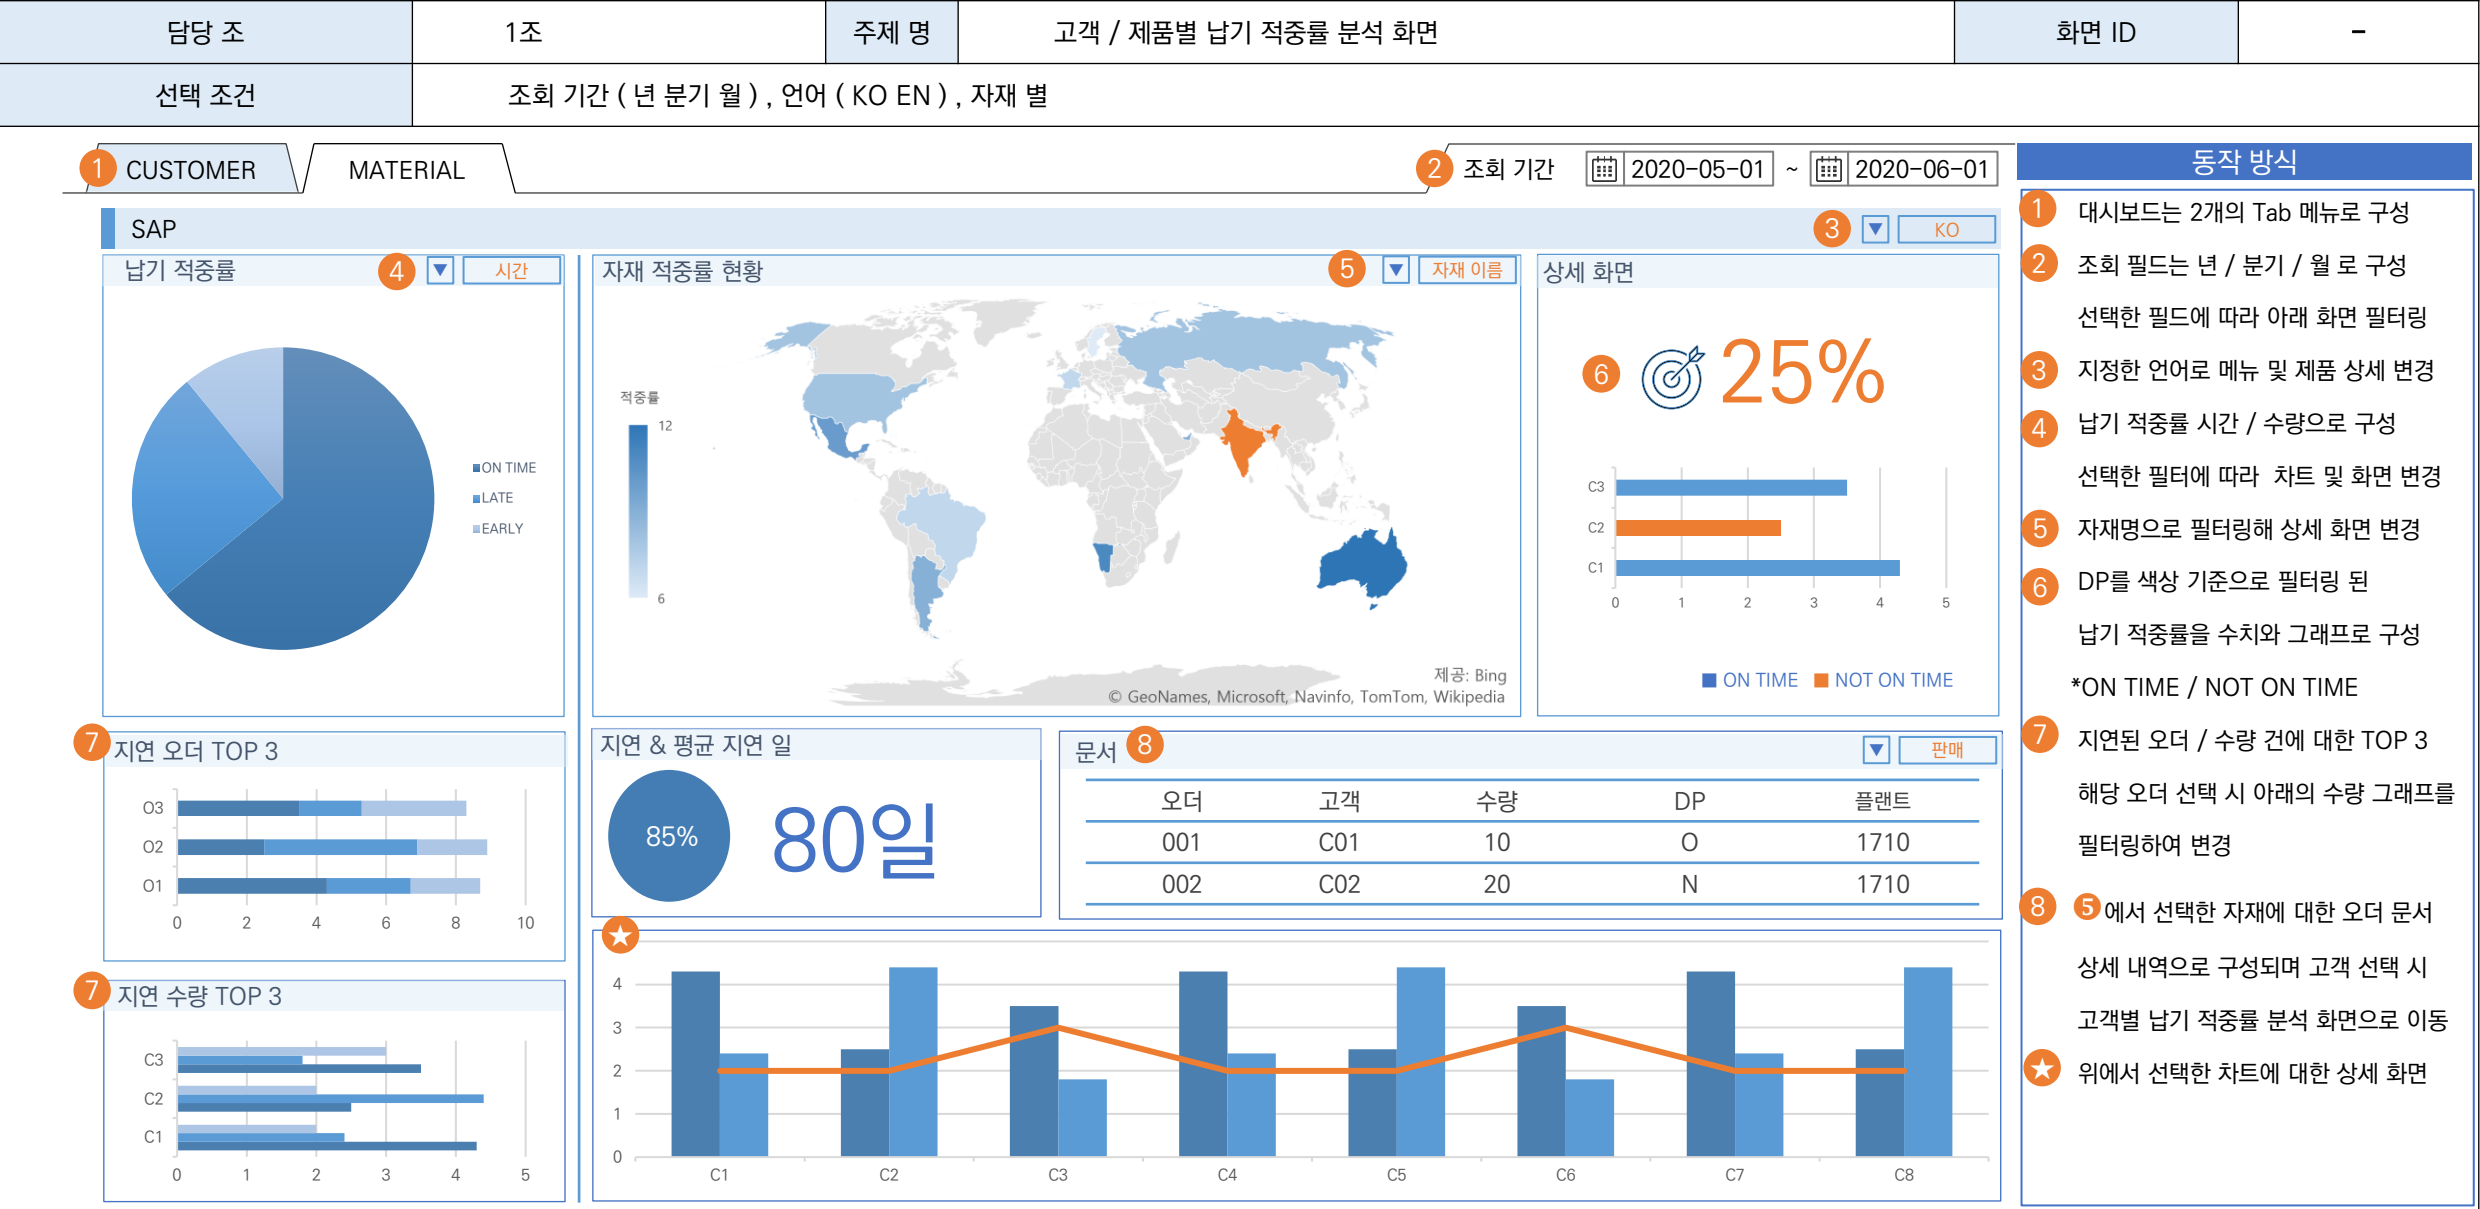 담당 조
1조
주제 명
고객 / 제품별 납기 적중률 분석 화면
화면 ID
-
선택 조건
조회 기간 ( 년 분기 월 ) , 언어 ( KO EN ) , 자재 별
1
CUSTOMER
MATERIAL
2
조회 기간
2020-05-01
~
2020-06-01
SAP
3
▼
KO
납기 적중률
4
▼
시간
ON TIME
LATE
EARLY
자재 적중률 현황
5
▼
자재 이름
적중률
12
6
제공: Bing
© GeoNames, Microsoft, Navinfo, TomTom, Wikipedia
상세 화면
6
25%
C3
C2
C1
0 1 2 3 4 5
ON TIME NOT ON TIME
7
지연 오더 TOP 3
O3
O2
O1
0 2 4 6 8 10
7
지연 수량 TOP 3
C3
C2
C1
0 1 2 3 4 5
지연 & 평균 지연 일
85%
80일
문서
8
▼
판매
오더 고객 수량 DP 플랜트
001 C01 10 O 1710
002 C02 20 N 1710
★
4
3
2
1
0
C1 C2 C3 C4 C5 C6 C7 C8
동작 방식
1 대시보드는 2개의 Tab 메뉴로 구성
2 조회 필드는 년 / 분기 / 월 로 구성
선택한 필드에 따라 아래 화면 필터링
3 지정한 언어로 메뉴 및 제품 상세 변경
4 납기 적중률 시간 / 수량으로 구성
선택한 필터에 따라 차트 및 화면 변경
5 자재명으로 필터링해 상세 화면 변경
6 DP를 색상 기준으로 필터링 된
납기 적중률을 수치와 그래프로 구성
*ON TIME / NOT ON TIME
7 지연된 오더 / 수량 건에 대한 TOP 3
해당 오더 선택 시 아래의 수량 그래프를
필터링하여 변경
8 ❺에서 선택한 자재에 대한 오더 문서
상세 내역으로 구성되며 고객 선택 시
고객별 납기 적중률 분석 화면으로 이동
★ 위에서 선택한 차트에 대한 상세 화면